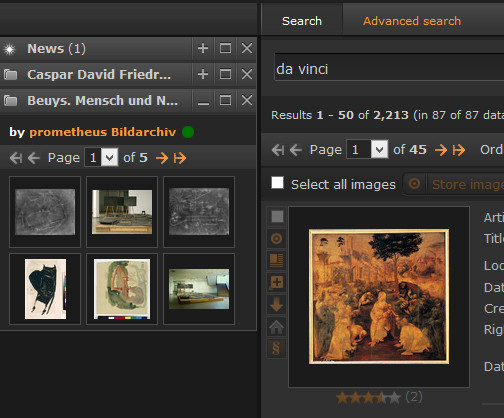 News (1)
Caspar David Friedr...
Beuys. Mensch und N...
by prometheus Bildarchiv
Page 1 of 5
Search
Advanced search
da vinci
Results 1 - 50 of 2,213 (in 87 of 87 data
Page 1 of 45 Ord
Select all images
Store image
Arti
Title
Loc
Dat
Cre
Rig
Dat
§
(2)